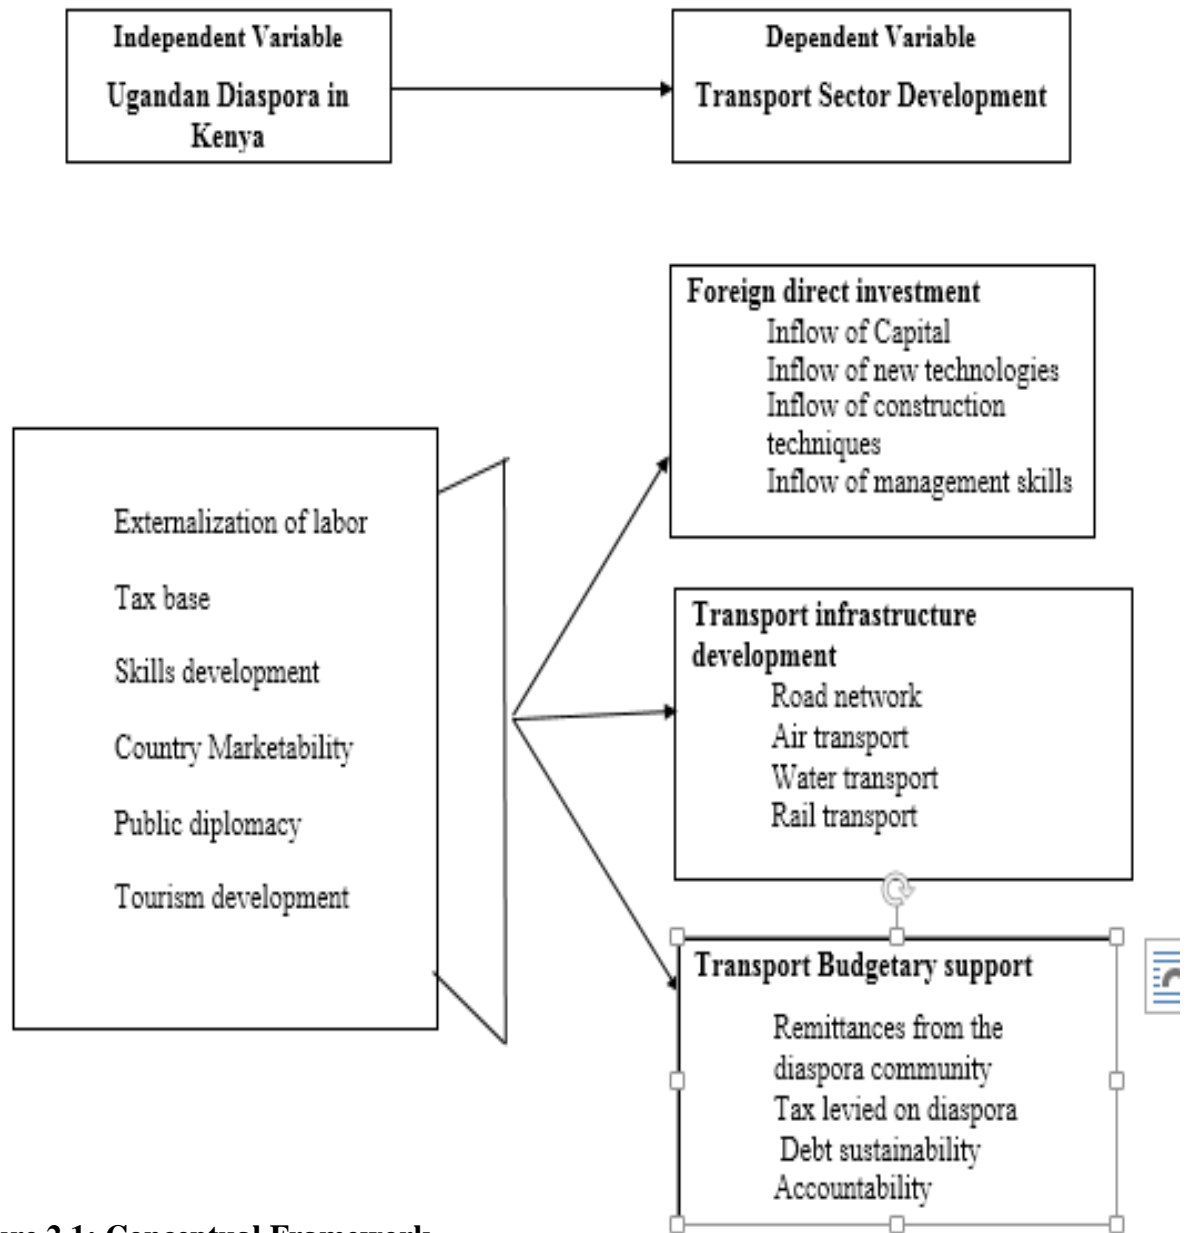 Independent Variable
Ugandan Diaspora in
Kenya
Dependent Variable
Transport Sector Development
Externalization of labor
Tax base
Skills development
Country Marketability
Public diplomacy
Tourism development
Foreign direct investment
Inflow of Capital
Inflow of new technologies
Inflow of construction
techniques
Inflow of management skills
Transport infrastructure
development
Road network
Air transport
Water transport
Rail transport
Transport Budgetary support
Remittances from the
diaspora community
Tax levied on diaspora
Debt sustainability
Accountability
2.1: Conceptual Framework